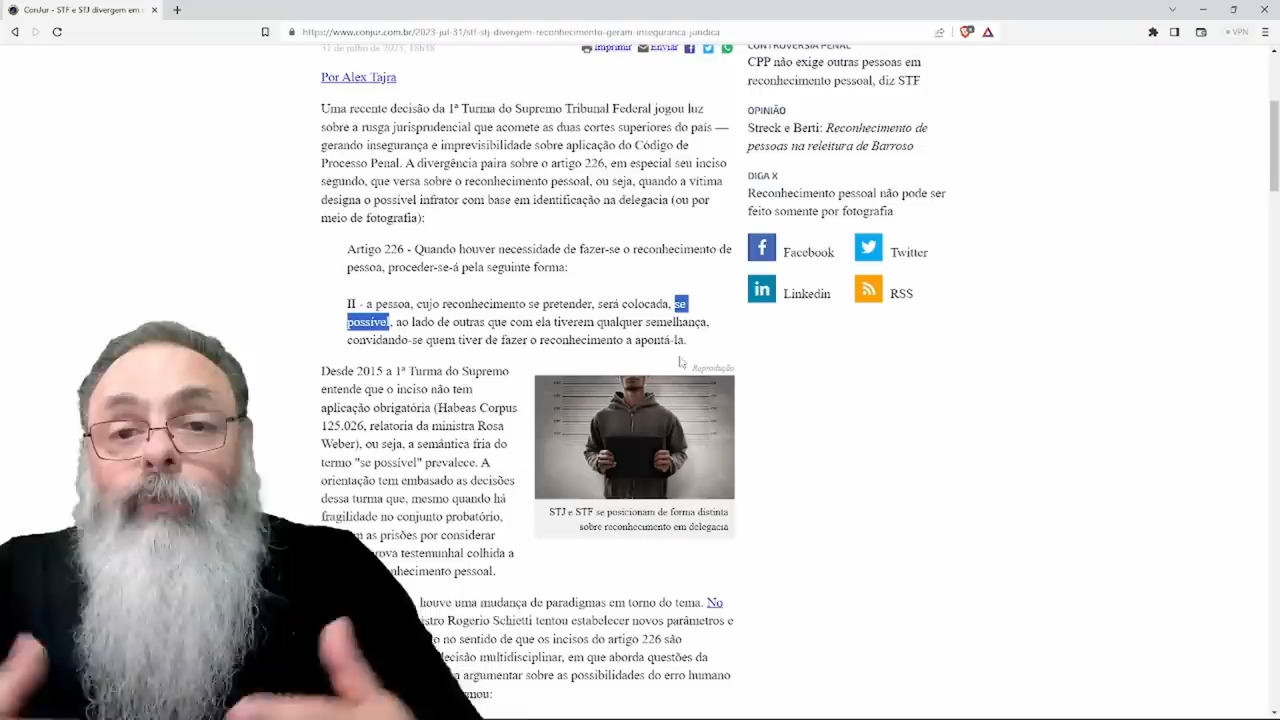 ConJur - STF e STJ divergem em
https://www.conjur.com.br/2023-jul-31/stf-stj-divergem-reconhecimento-geram-inseguranca-juridica
VPN
31 de julho de 2023, 18h18
Imprimir Enviar
Por Alex Tajra
Uma recente decisão da 1ª Turma do Supremo Tribunal Federal jogou luz
sobre a rusga jurisprudencial que acomete as duas cortes superiores do país —
gerando insegurança e imprevisibilidade sobre aplicação do Código de
Processo Penal. A divergência paira sobre o artigo 226, em especial seu inciso
segundo, que versa sobre o reconhecimento pessoal, ou seja, quando a vítima
designa o possível infrator com base em identificação na delegacia (ou por
meio de fotografia):
Artigo 226 - Quando houver necessidade de fazer-se o reconhecimento de
pessoa, proceder-se-á pela seguinte forma:
II - a pessoa, cujo reconhecimento se pretender, será colocada, se
possível, ao lado de outras que com ela tiverem qualquer semelhança,
convidando-se quem tiver de fazer o reconhecimento a apontá-la.
Desde 2015 a 1ª Turma do Supremo
entende que o inciso não tem
aplicação obrigatória (Habeas Corpus
125.026, relatoria da ministra Rosa
Weber), ou seja, a semântica fria do
termo "se possível" prevalece. A
orientação tem embasado as decisões
dessa turma que, mesmo quando há
fragilidade no conjunto probatório,
m as prisões por considerar
rova testemunhal colhida a
nhecimento pessoal.
Reprodução
STJ e STF se posicionam de forma distinta
sobre reconhecimento em delegacia
houve uma mudança de paradigmas em torno do tema. No
istro Rogerio Schietti tentou estabelecer novos parâmetros e
o no sentido de que os incisos do artigo 226 são
ecisão multidisciplinar, em que aborda questões da
a argumentar sobre as possibilidades do erro humano
mou:
CONTROVÉRSIA PENAL
CPP não exige outras pessoas em
reconhecimento pessoal, diz STF
OPINIÃO
Streck e Berti: Reconhecimento de
pessoas na releitura de Barroso
DIGA X
Reconhecimento pessoal não pode ser
feito somente por fotografia
Facebook Twitter
Linkedin RSS